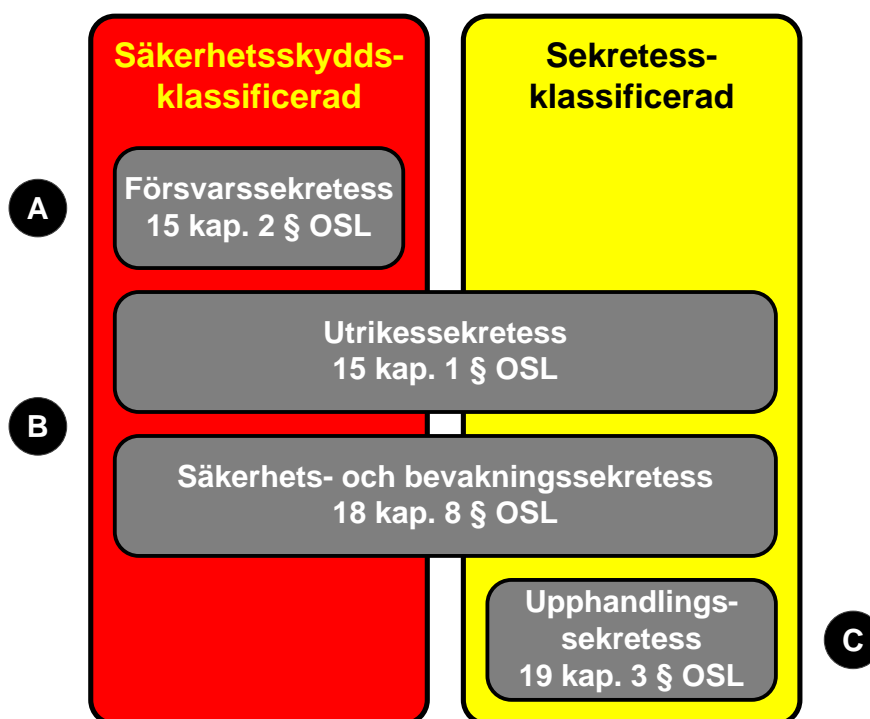 Säkerhetsskydds-
klassificerad
Sekretess-
klassificerad
A
Försvarssekretess
15 kap. 2 § OSL
Utrikessekretess
15 kap. 1 § OSL
B
Säkerhets- och bevakningssekretess
18 kap. 8 § OSL
Upphandlings-
sekretess
19 kap. 3 § OSL
C